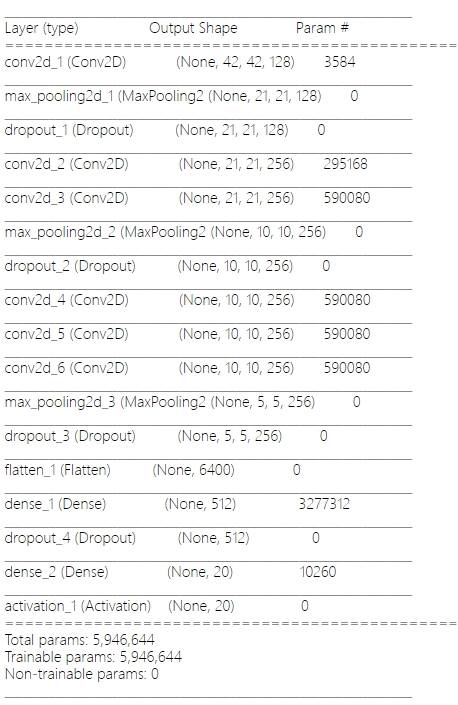 Layer (type) Output Shape Param #
=============================================
conv2d_1 (Conv2D) (None, 42, 42, 128) 3584
max_pooling2d_1 (MaxPooling2 (None, 21, 21, 128) 0
dropout_1 (Dropout) (None, 21, 21, 128) 0
conv2d_2 (Conv2D) (None, 21, 21, 256) 295168
conv2d_3 (Conv2D) (None, 21, 21, 256) 590080
max_pooling2d_2 (MaxPooling2 (None, 10, 10, 256) 0
dropout_2 (Dropout) (None, 10, 10, 256) 0
conv2d_4 (Conv2D) (None, 10, 10, 256) 590080
conv2d_5 (Conv2D) (None, 10, 10, 256) 590080
conv2d_6 (Conv2D) (None, 10, 10, 256) 590080
max_pooling2d_3 (MaxPooling2 (None, 5, 5, 256) 0
dropout_3 (Dropout) (None, 5, 5, 256) 0
flatten_1 (Flatten) (None, 6400) 0
dense_1 (Dense) (None, 512) 3277312
dropout_4 (Dropout) (None, 512) 0
dense_2 (Dense) (None, 20) 10260
activation_1 (Activation) (None, 20) 0
=============================================
Total params: 5,946,644
Trainable params: 5,946,644
Non-trainable params: 0